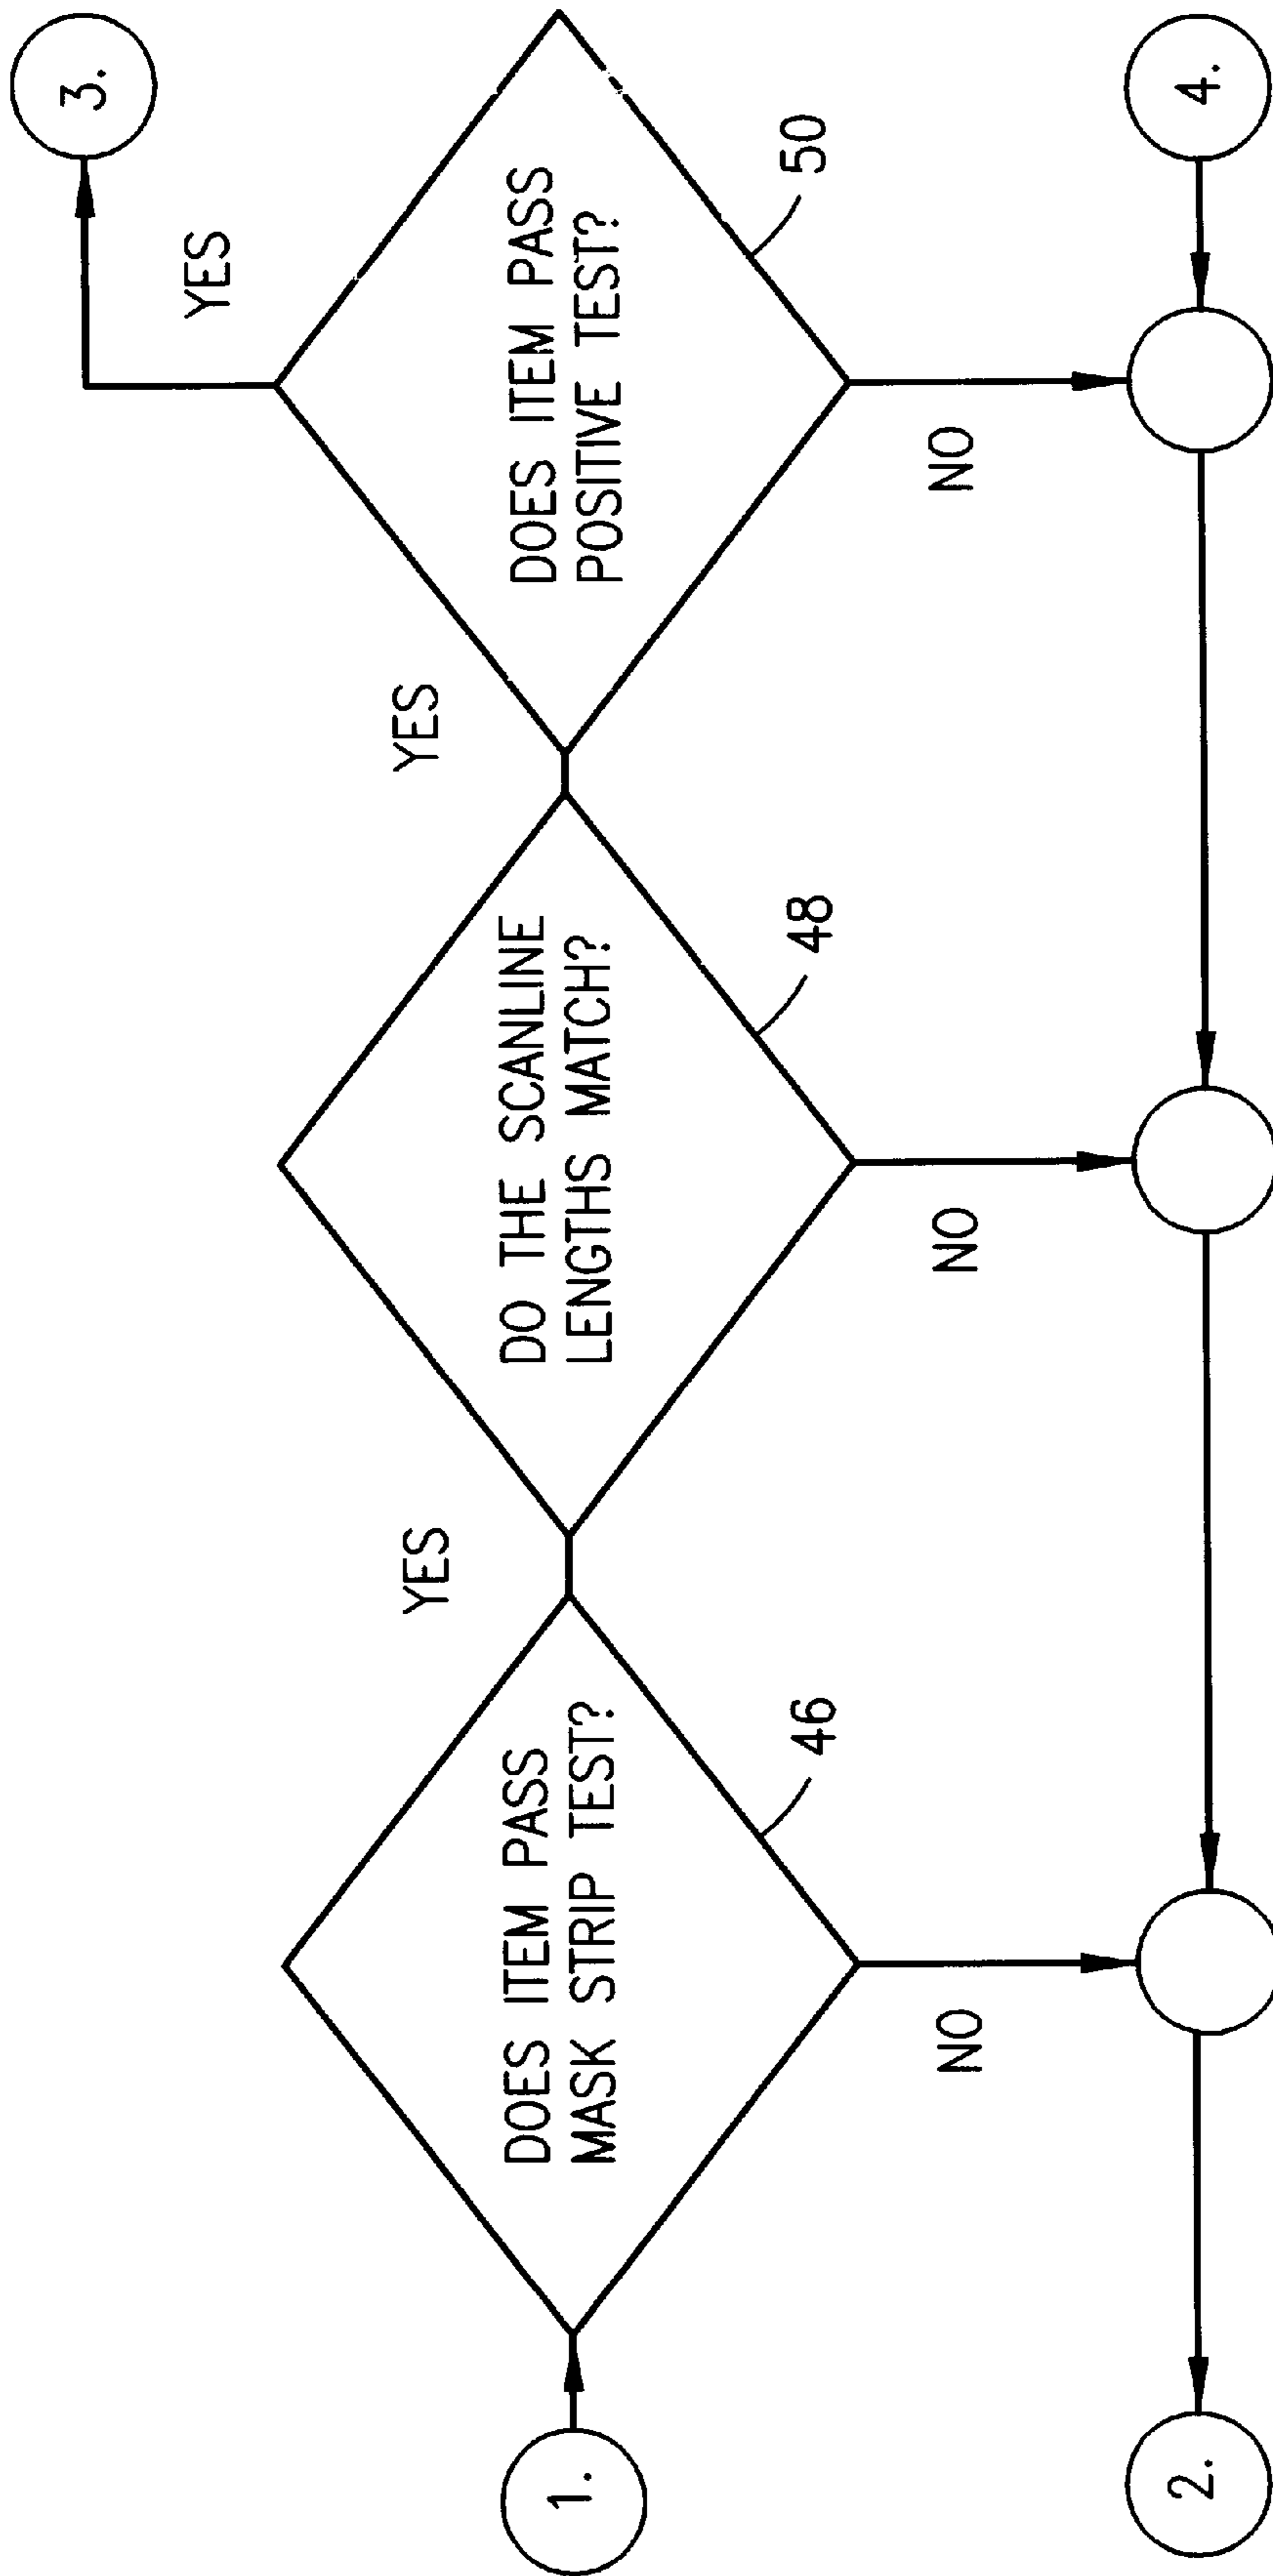 3.
YES
YES
YES
DOES ITEM PASS
MASK STRIP TEST?
DO THE SCANLINE
LENGTHS MATCH?
DOES ITEM PASS
POSITIVE TEST?
1.
46
48
50
NO
NO
NO
2.
4.